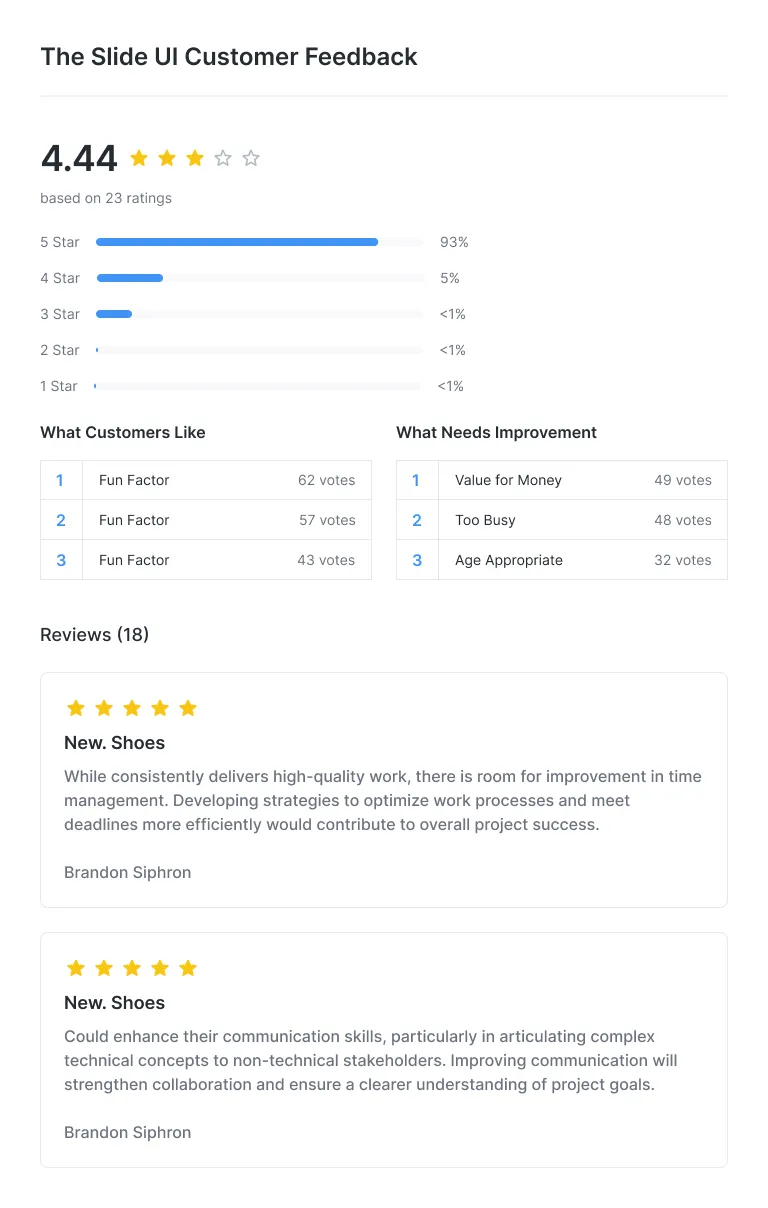 The Slide UI Customer Feedback
4.44
based on 23 ratings
5 Star 93%
4 Star 5%
3 Star <1%
2 Star <1%
1 Star <1%
What Customers Like
1 Fun Factor 62 votes
2 Fun Factor 57 votes
3 Fun Factor 43 votes
What Needs Improvement
1 Value for Money 49 votes
2 Too Busy 48 votes
3 Age Appropriate 32 votes
Reviews (18)
New. Shoes
While consistently delivers high-quality work, there is room for improvement in time
management. Developing strategies to optimize work processes and meet
deadlines more efficiently would contribute to overall project success.
Brandon Siphron
New. Shoes
Could enhance their communication skills, particularly in articulating complex
technical concepts to non-technical stakeholders. Improving communication will
strengthen collaboration and ensure a clearer understanding of project goals.
Brandon Siphron